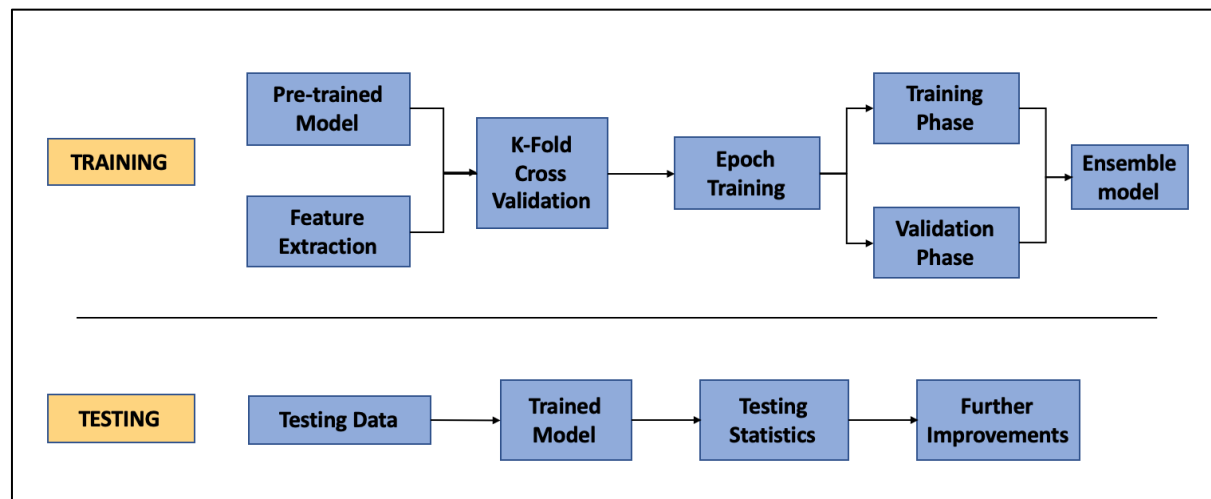 TRAINING
Pre-trained
Model
Feature
Extraction
K-Fold
Cross
Validation
Epoch
Training
Training
Phase
Validation
Phase
Ensemble
model
TESTING
Testing Data
Trained
Model
Testing
Statistics
Further
Improvements